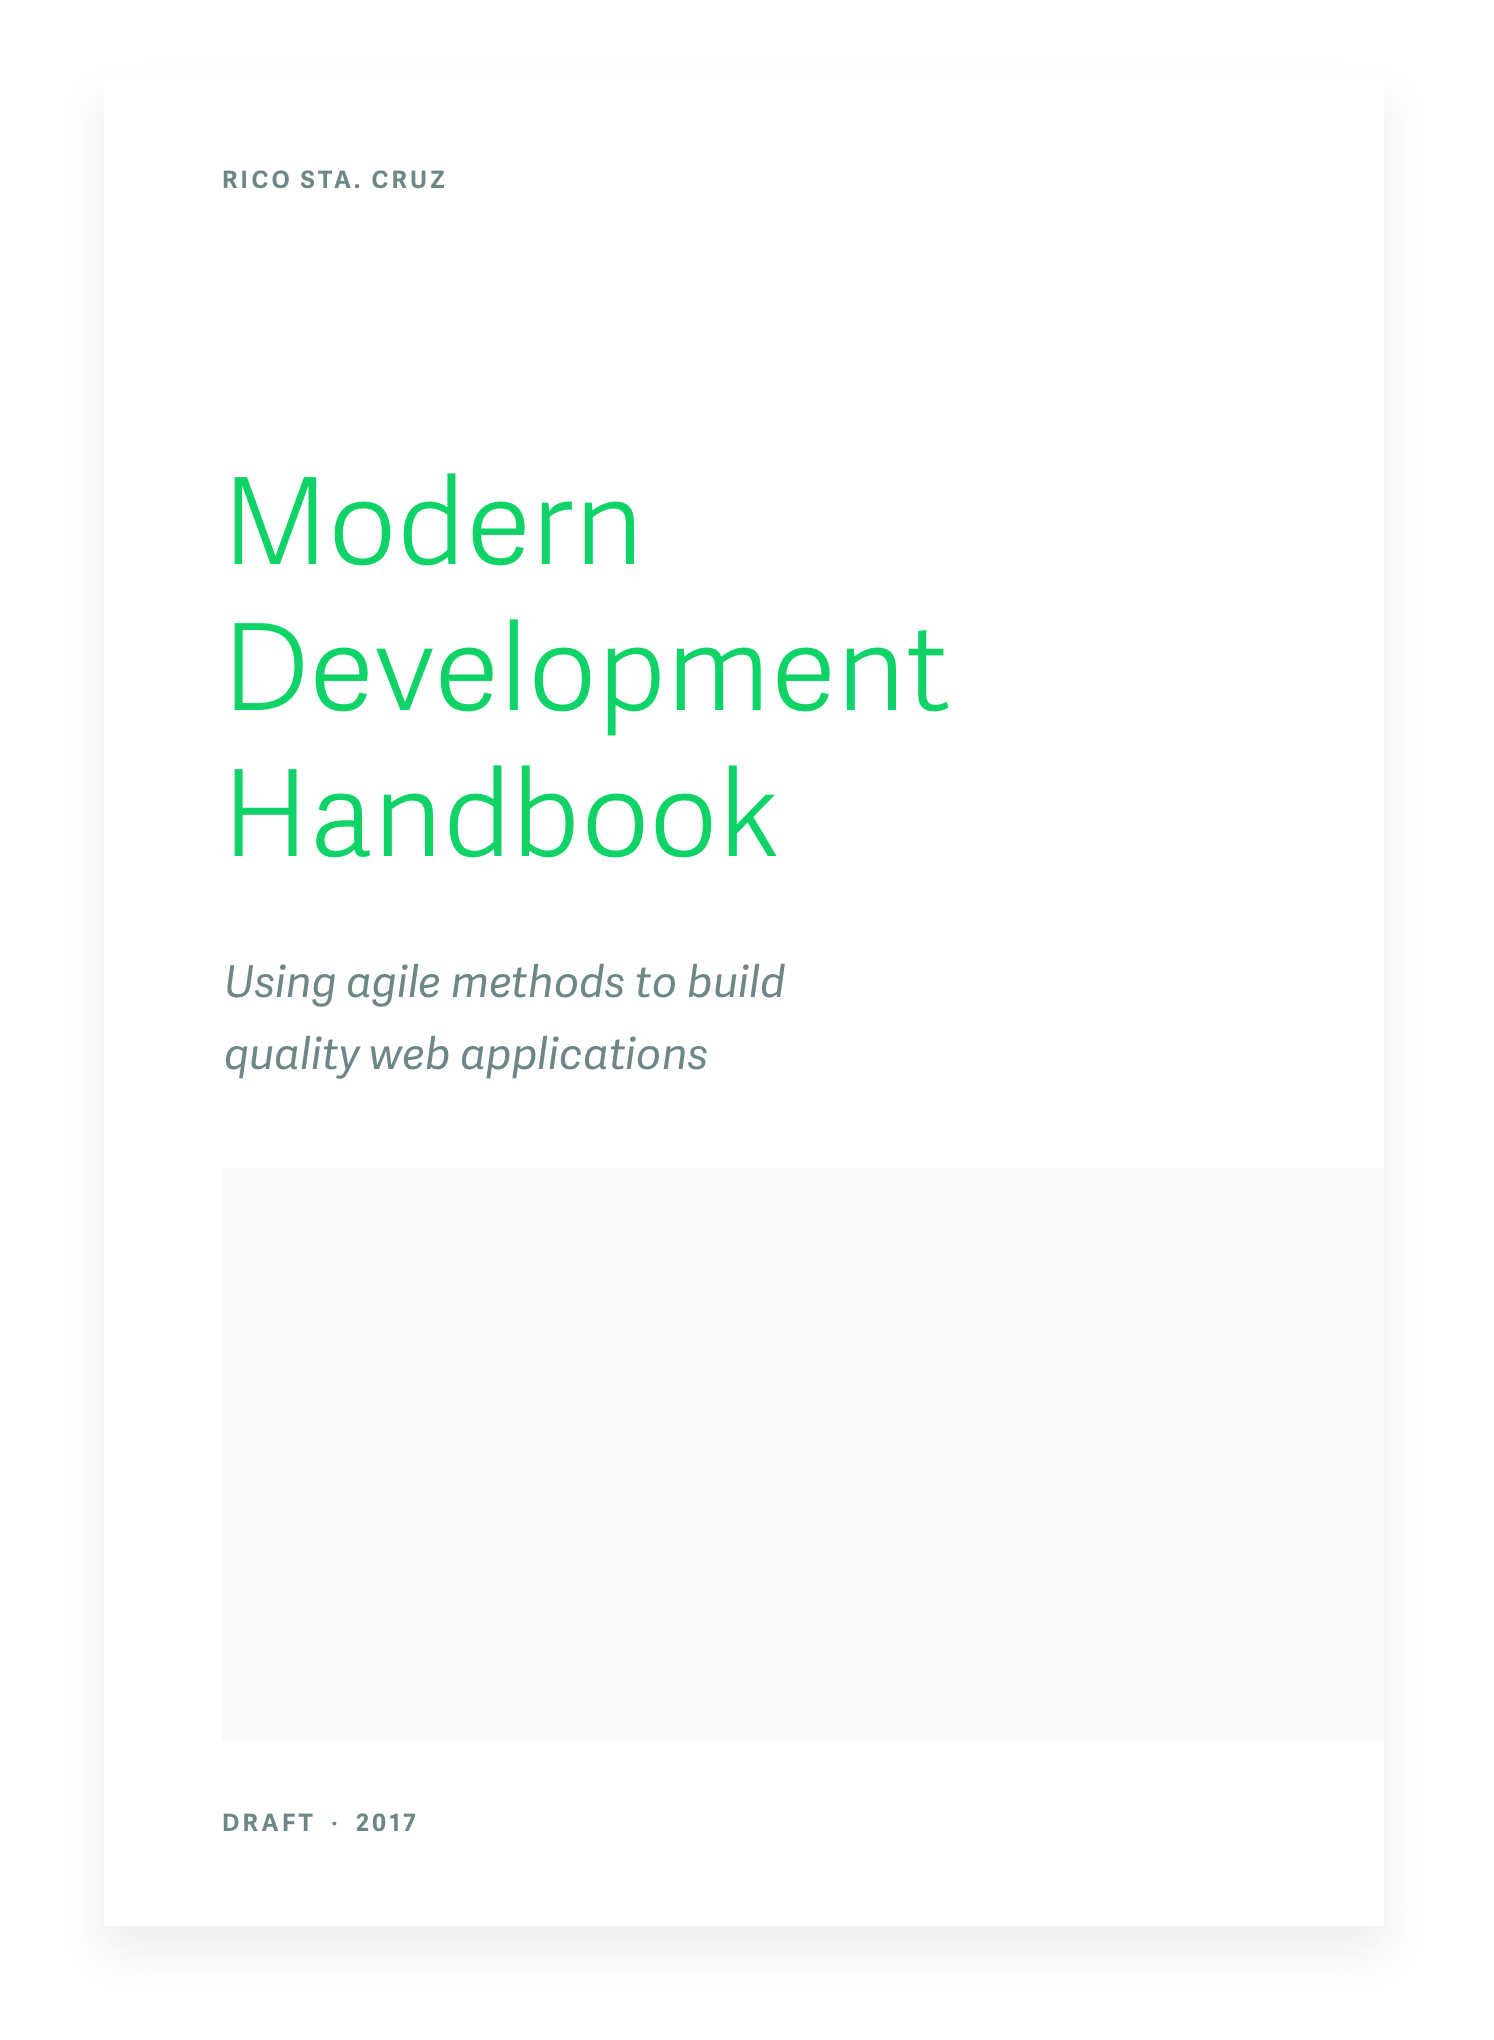 RICO STA. CRUZ
Modern
Development
Handbook
Using agile methods to build
quality web applications
DRAFT · 2017